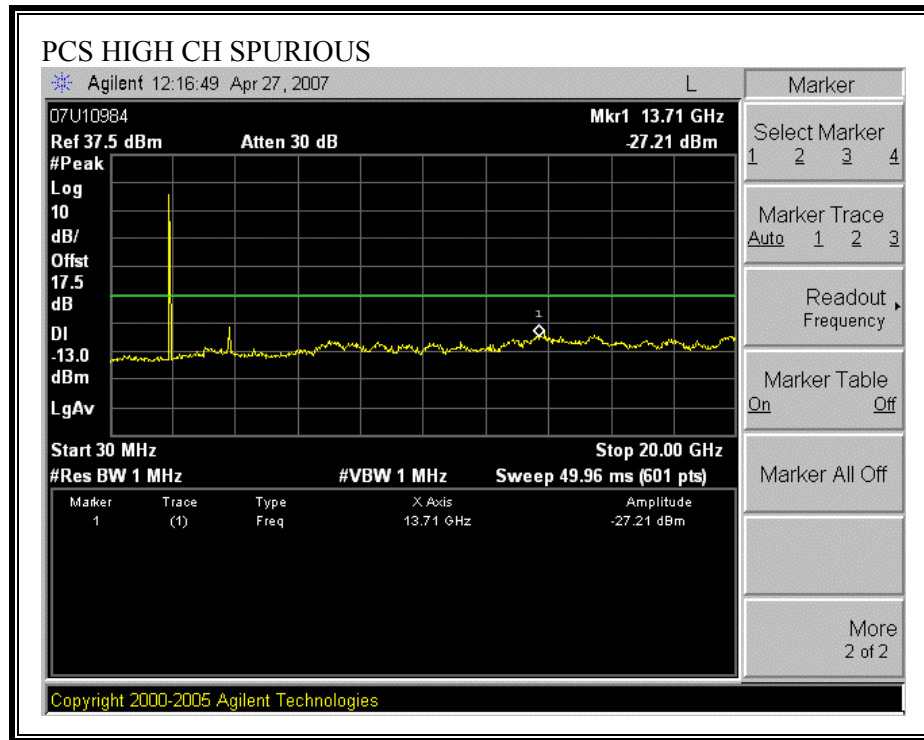 PCS HIGH CH SPURIOUS
Agilent 12:16:49 Apr 27, 2007 L
07U10984 Mkr1 13.71 GHz
Ref 37.5 dBm Atten 30 dB -27.21 dBm
#Peak
Log
10
dB/
Offst
17.5
dB
DI
-13.0
dBm
LgAv
1
Start 30 MHz Stop 20.00 GHz
#Res BW 1 MHz #VBW 1 MHz Sweep 49.96 ms (601 pts)
Marker Trace Type X Axis Amplitude
1 (1) Freq 13.71 GHz -27.21 dBm
Marker
Select Marker
1 2 3 4
Marker Trace
Auto 1 2 3
Readout
Frequency
Marker Table
On Off
Marker All Off
More
2 of 2
Copyright 2000-2005 Agilent Technologies